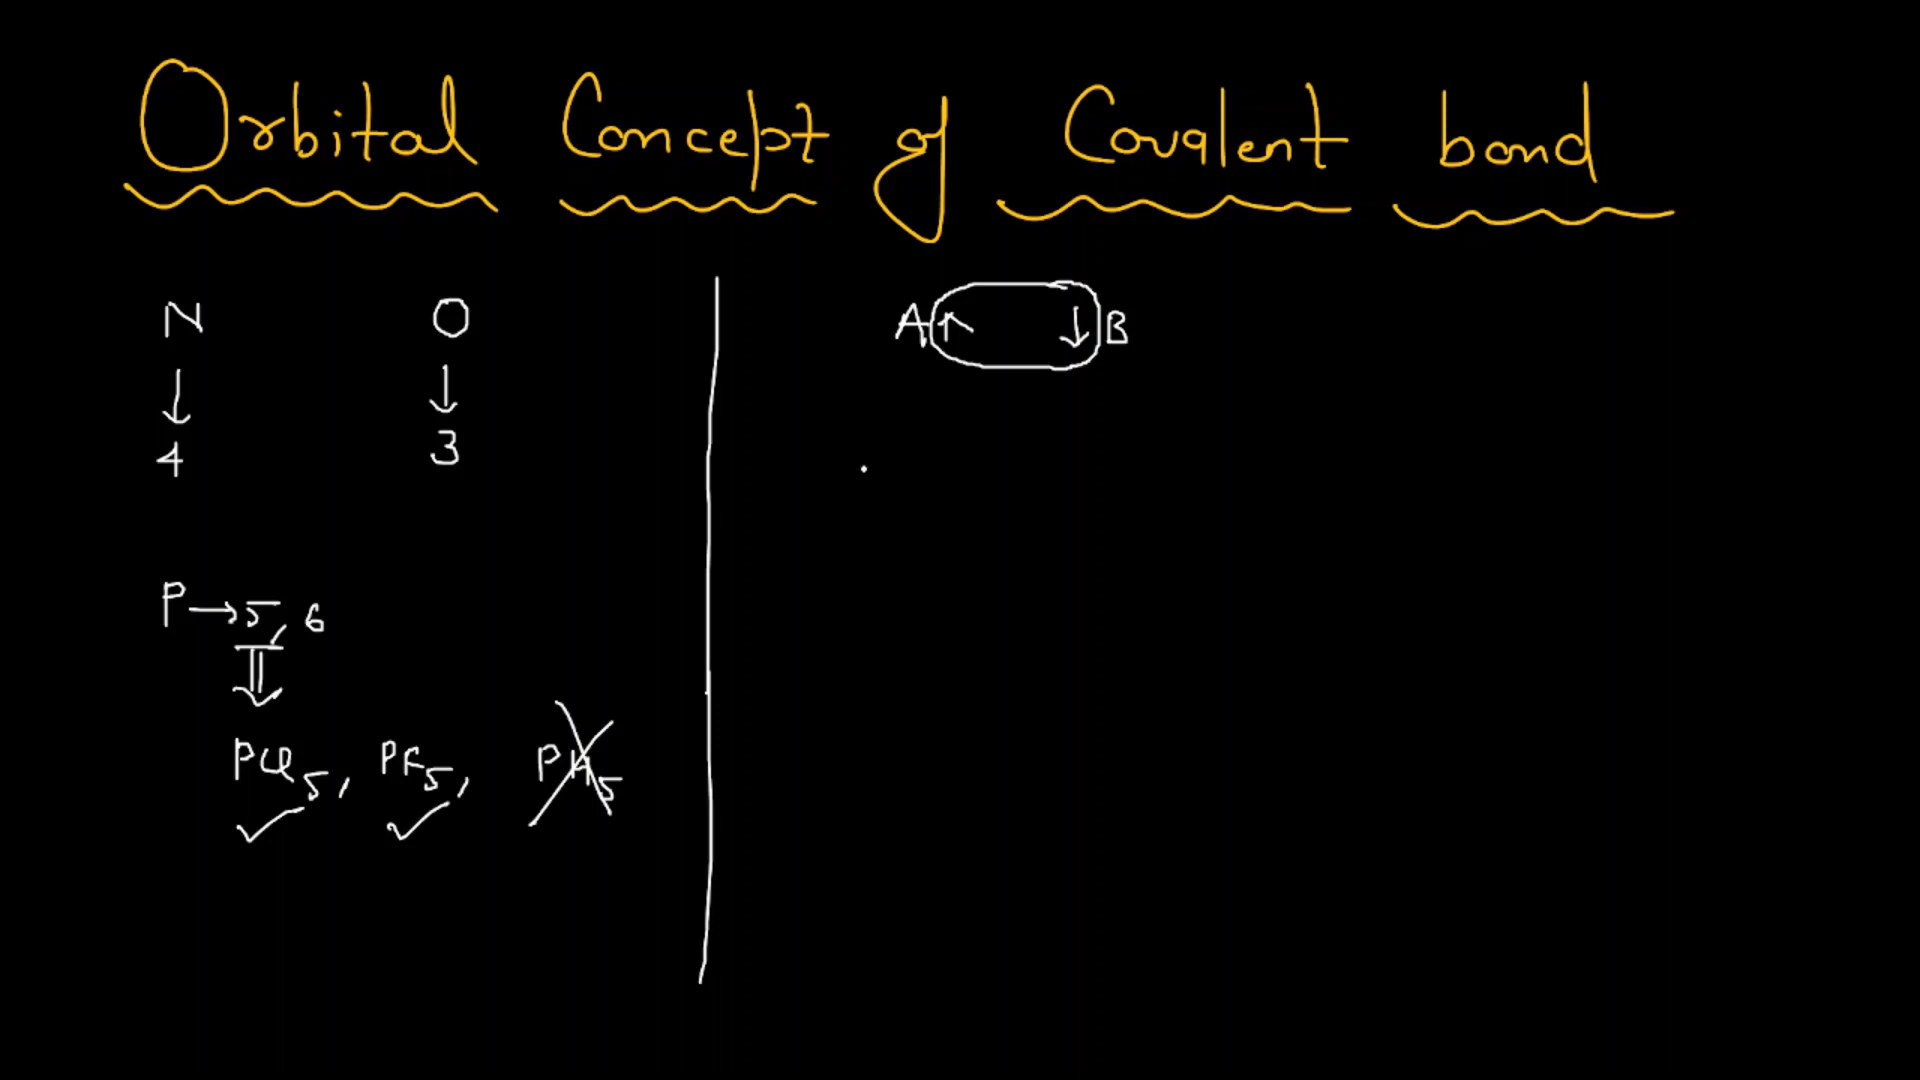 Orbital Concept of Covalent bond
N O
↓ ↓
4 3
P → 5, 6
⇓
PCl5, PF5, PH5
✓ ✓
A ↑ ↓ B